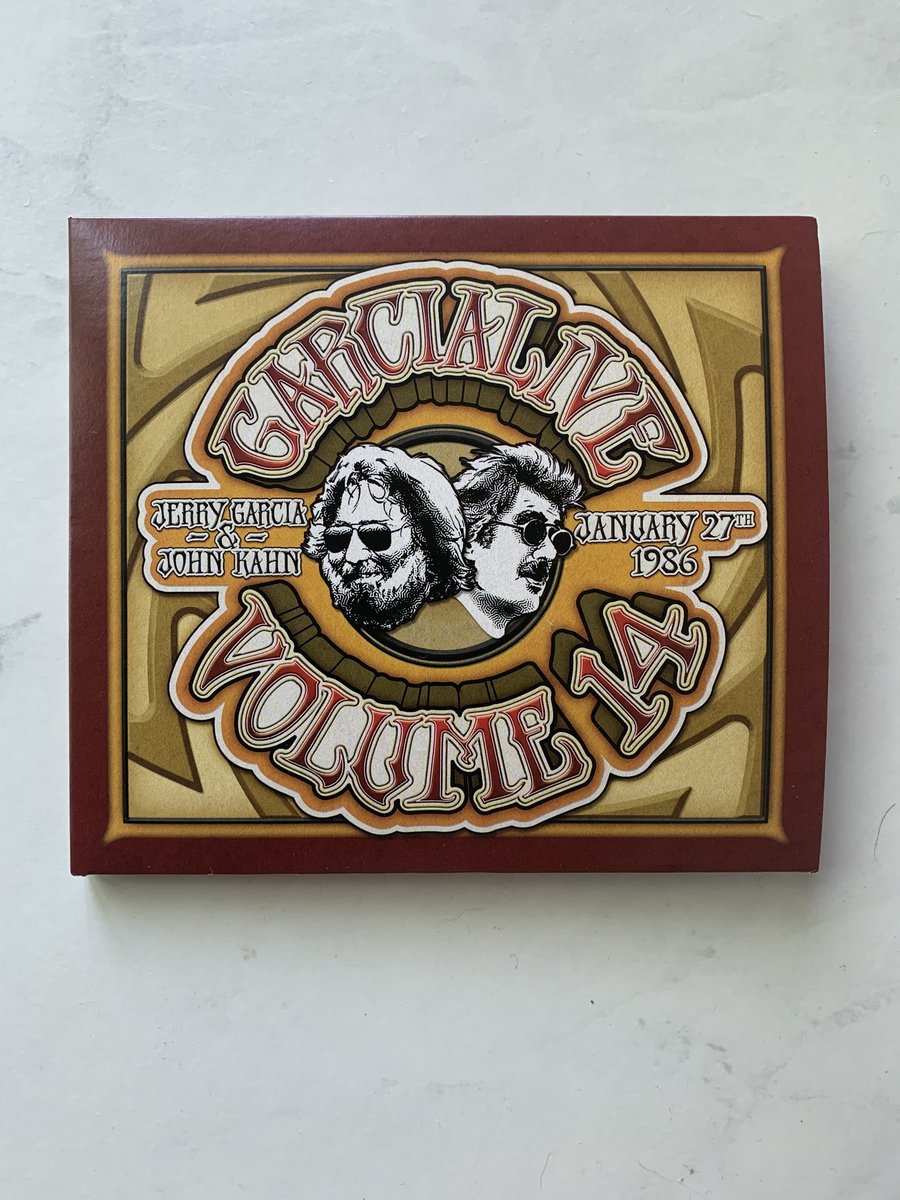 GARCIALIVE
JERRY GARCIA
~ & ~
JOHN KAHN
JANUARY 27TH
1986
VOLUME 14